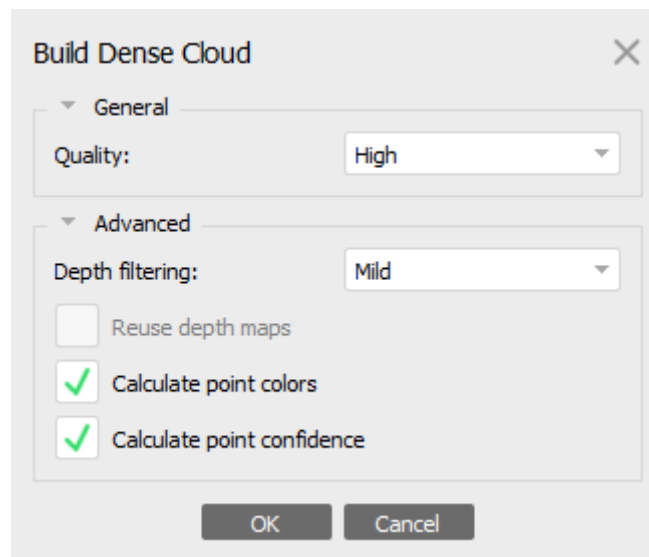 Build Dense Cloud
General
Quality: High
Advanced
Depth filtering: Mild
Reuse depth maps
Calculate point colors
Calculate point confidence
OK Cancel